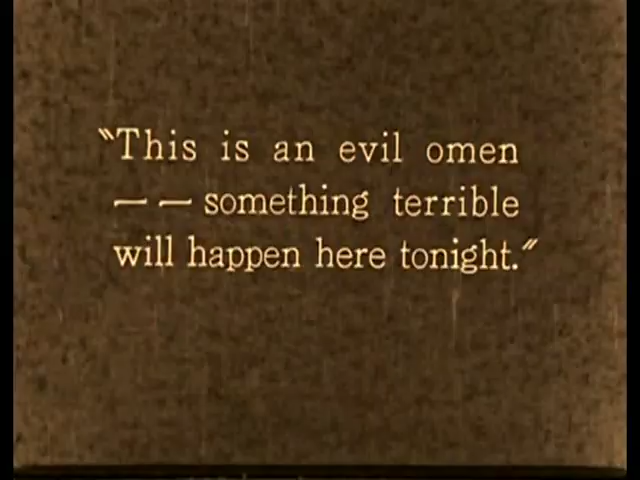 "This is an evil omen
— — something terrible
will happen here tonight."